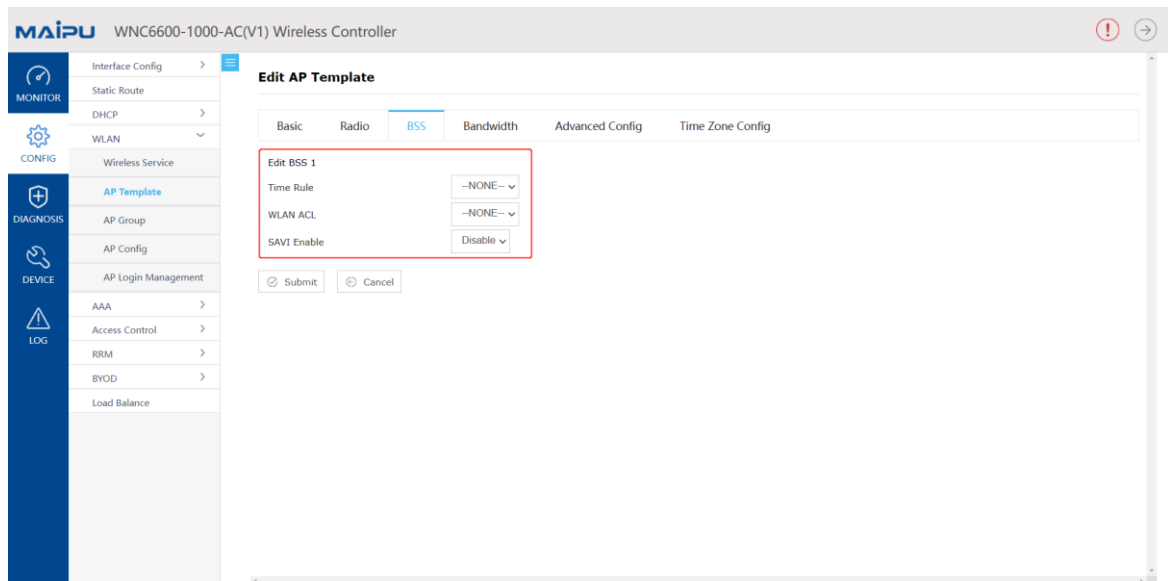 MAIPU WNC6600-1000-AC(V1) Wireless Controller
MONITOR
CONFIG
DIAGNOSIS
DEVICE
LOG
Interface Config
Static Route
DHCP
WLAN
Wireless Service
AP Template
AP Group
AP Config
AP Login Management
AAA
Access Control
RRM
BYOD
Load Balance
Edit AP Template
Basic Radio BSS Bandwidth Advanced Config Time Zone Config
Edit BSS 1
Time Rule --NONE--
WLAN ACL --NONE--
SAVI Enable Disable
Submit Cancel